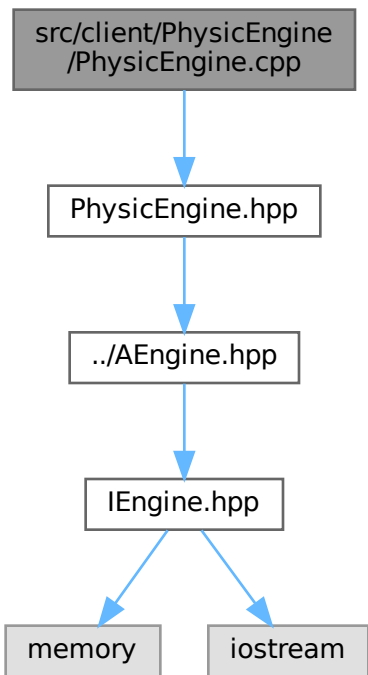 src/client/PhysicEngine
/PhysicEngine.cpp
PhysicEngine.hpp
../AEngine.hpp
IEngine.hpp
memory
iostream